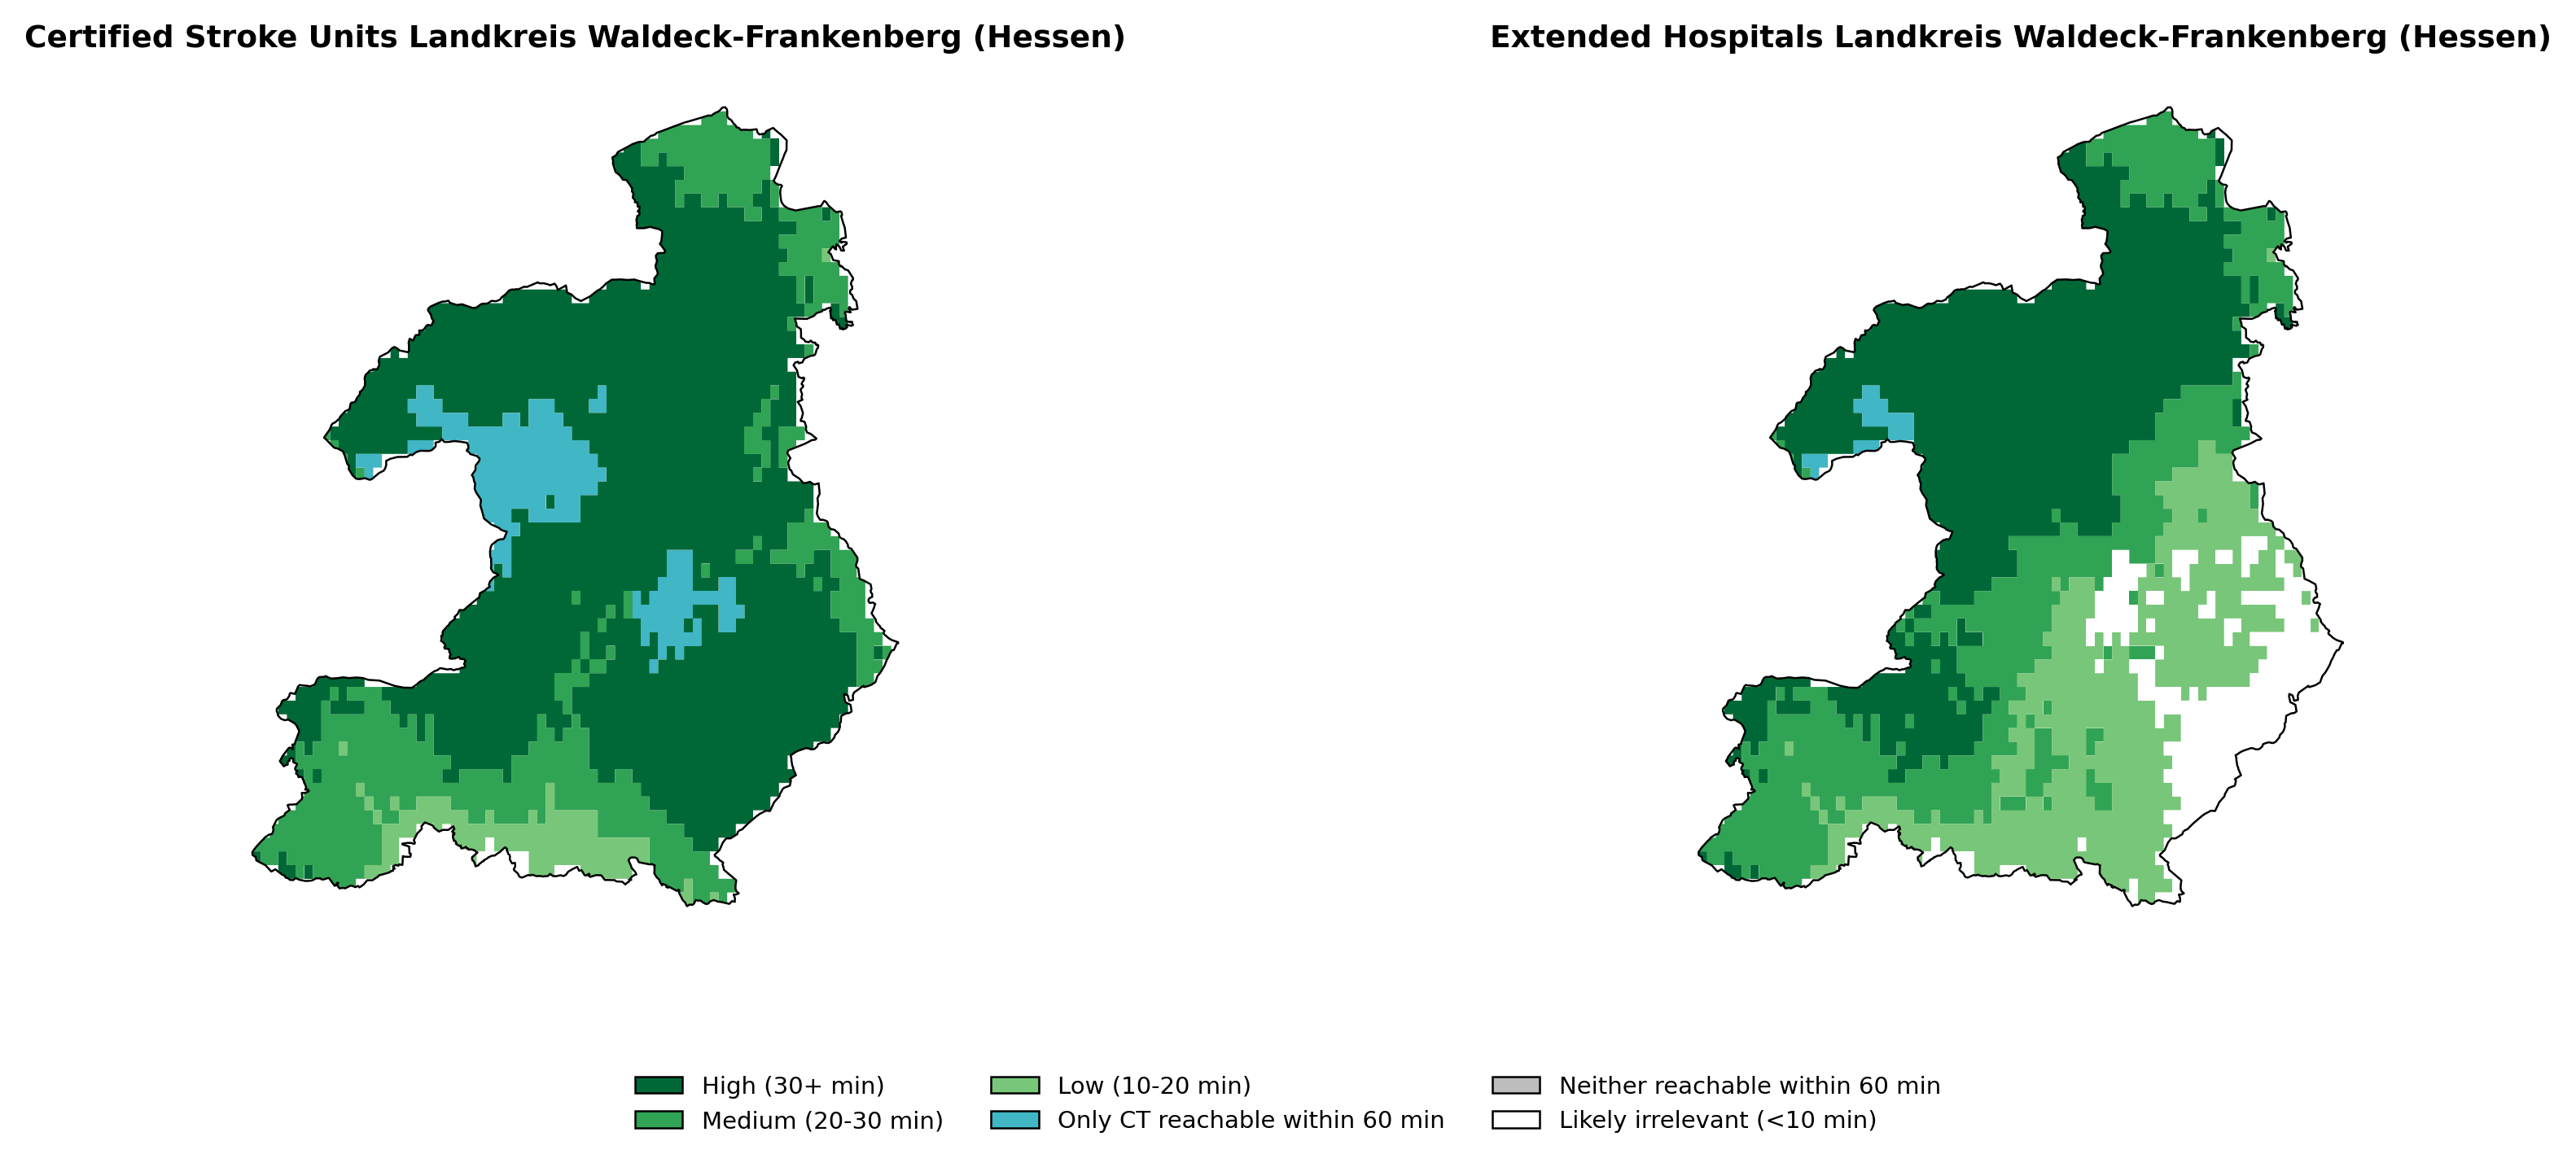 Certified Stroke Units Landkreis Waldeck-Frankenberg (Hessen)
Extended Hospitals Landkreis Waldeck-Frankenberg (Hessen)
High (30+ min)
Medium (20-30 min)
Low (10-20 min)
Only CT reachable within 60 min
Neither reachable within 60 min
Likely irrelevant (<10 min)